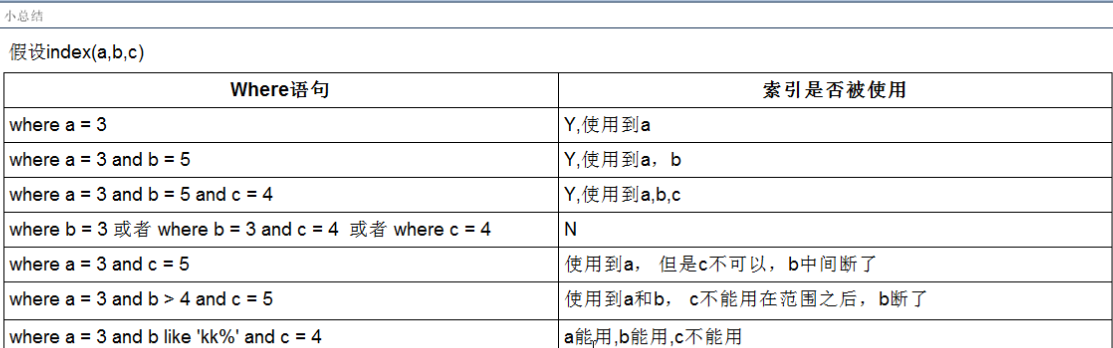 小总结
假设index(a,b,c)
Where语句 索引是否被使用
where a = 3 Y,使用到a
where a = 3 and b = 5 Y,使用到a，b
where a = 3 and b = 5 and c = 4 Y,使用到a,b,c
where b = 3 或者 where b = 3 and c = 4 或者 where c = 4 N
where a = 3 and c = 5 使用到a， 但是c不可以，b中间断了
where a = 3 and b > 4 and c = 5 使用到a和b， c不能用在范围之后，b断了
where a = 3 and b like 'kk%' and c = 4 a能用,b能用,c不能用